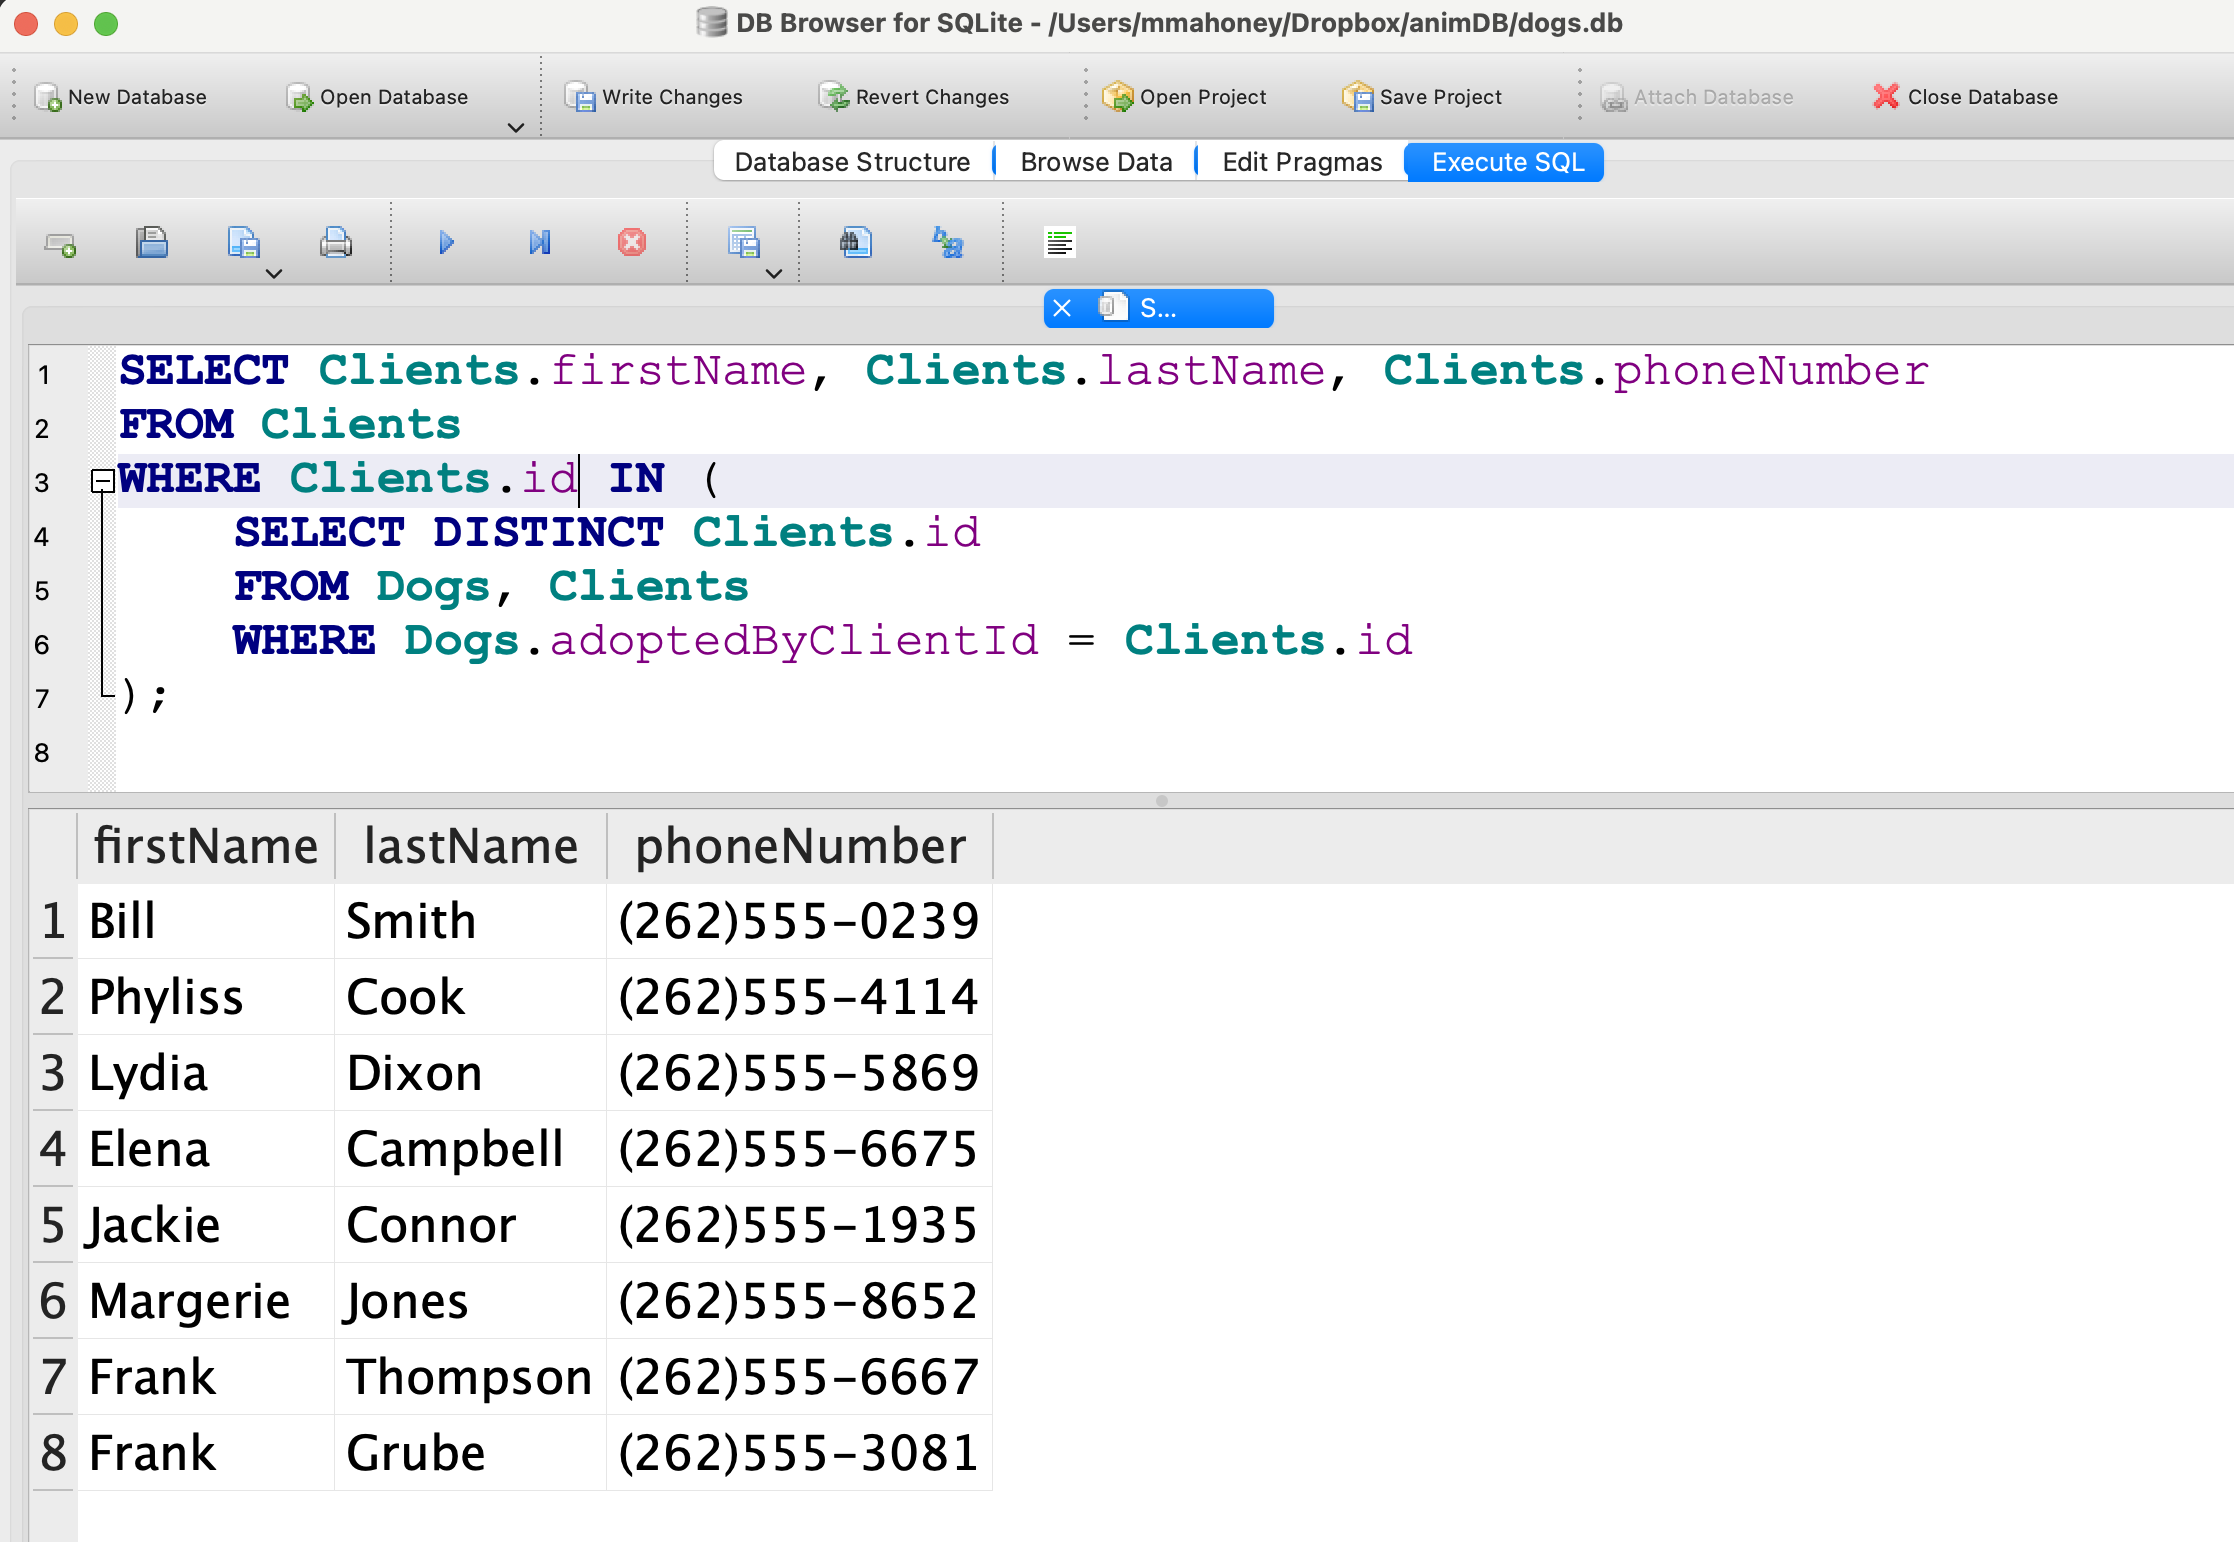 DB Browser for SQLite - /Users/mmahoney/Dropbox/animDB/dogs.db
New Database Open Database Write Changes Revert Changes Open Project Save Project Attach Database Close Database
Database Structure Browse Data Edit Pragmas Execute SQL
S...
1 SELECT Clients.firstName, Clients.lastName, Clients.phoneNumber
2 FROM Clients
3 WHERE Clients.id IN (
4 SELECT DISTINCT Clients.id
5 FROM Dogs, Clients
6 WHERE Dogs.adoptedByClientId = Clients.id
7 );
8
firstName lastName phoneNumber
1 Bill Smith (262)555-0239
2 Phyliss Cook (262)555-4114
3 Lydia Dixon (262)555-5869
4 Elena Campbell (262)555-6675
5 Jackie Connor (262)555-1935
6 Margerie Jones (262)555-8652
7 Frank Thompson (262)555-6667
8 Frank Grube (262)555-3081